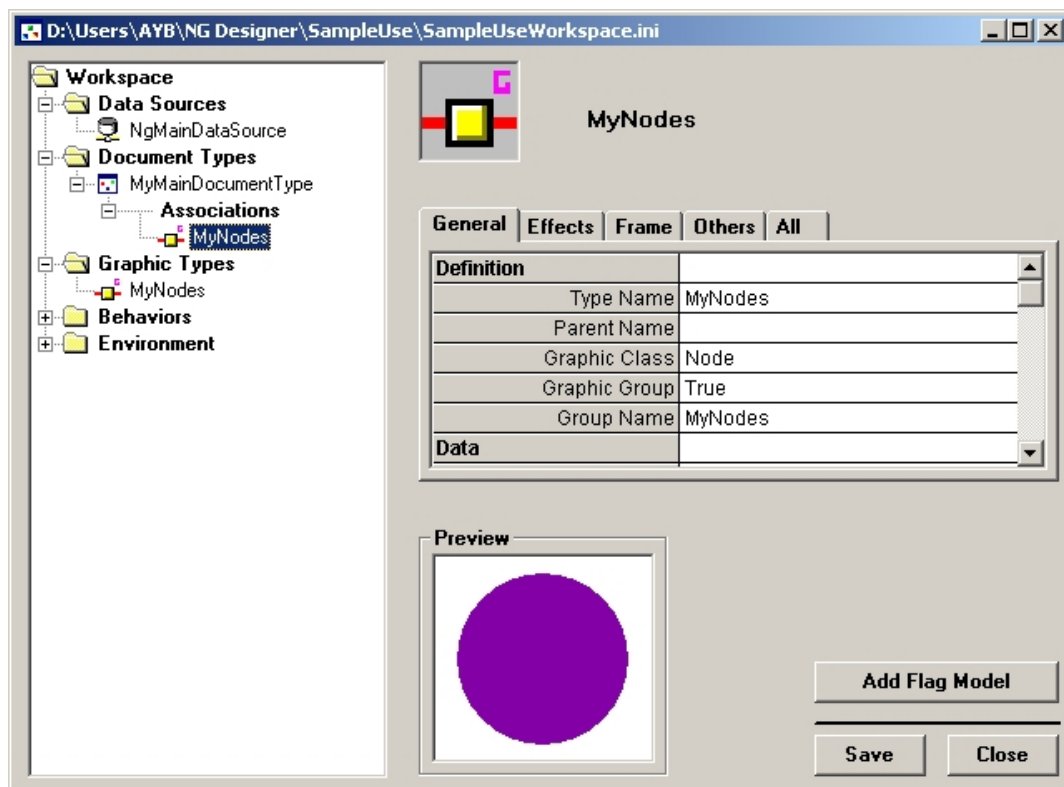 D:\Users\AYB\NG Designer\SampleUse\SampleUseWorkspace.ini
Workspace
Data Sources
NgMainDataSource
Document Types
MyMainDocumentType
Associations
MyNodes
Graphic Types
MyNodes
Behaviors
Environment
G
MyNodes
General Effects Frame Others All
Definition
Type Name MyNodes
Parent Name
Graphic Class Node
Graphic Group True
Group Name MyNodes
Data
Preview
Add Flag Model
Save Close